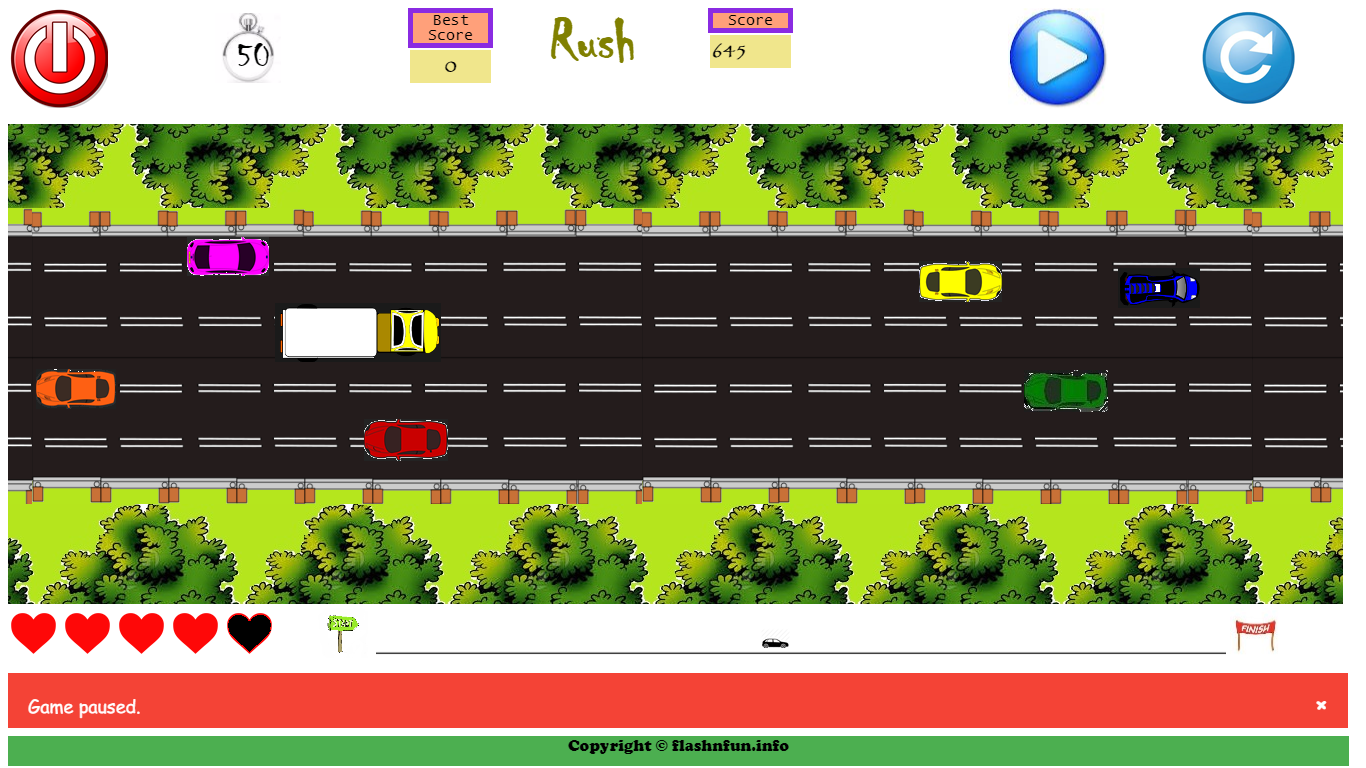 50
Best
Score
0
Rush
Score
645
FINISH
Game paused.
×
Copyright © flashnfun.info